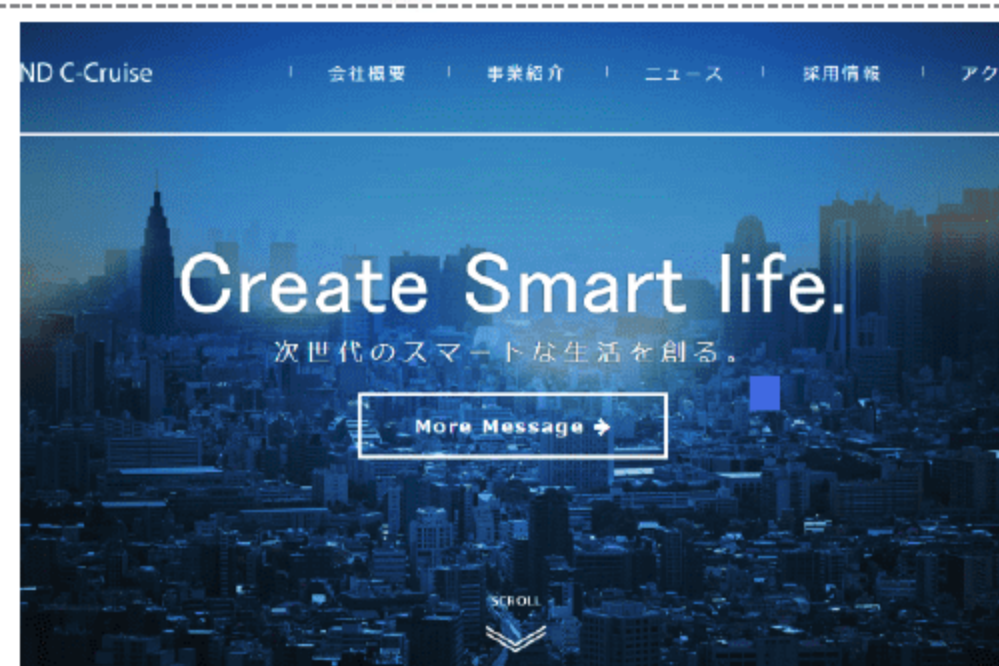 ND C-Cruise 会社概要 事業紹介 ニュース 採用情報 アク
Create Smart life.
次世代のスマートな生活を創る。
More Message →
SCROLL